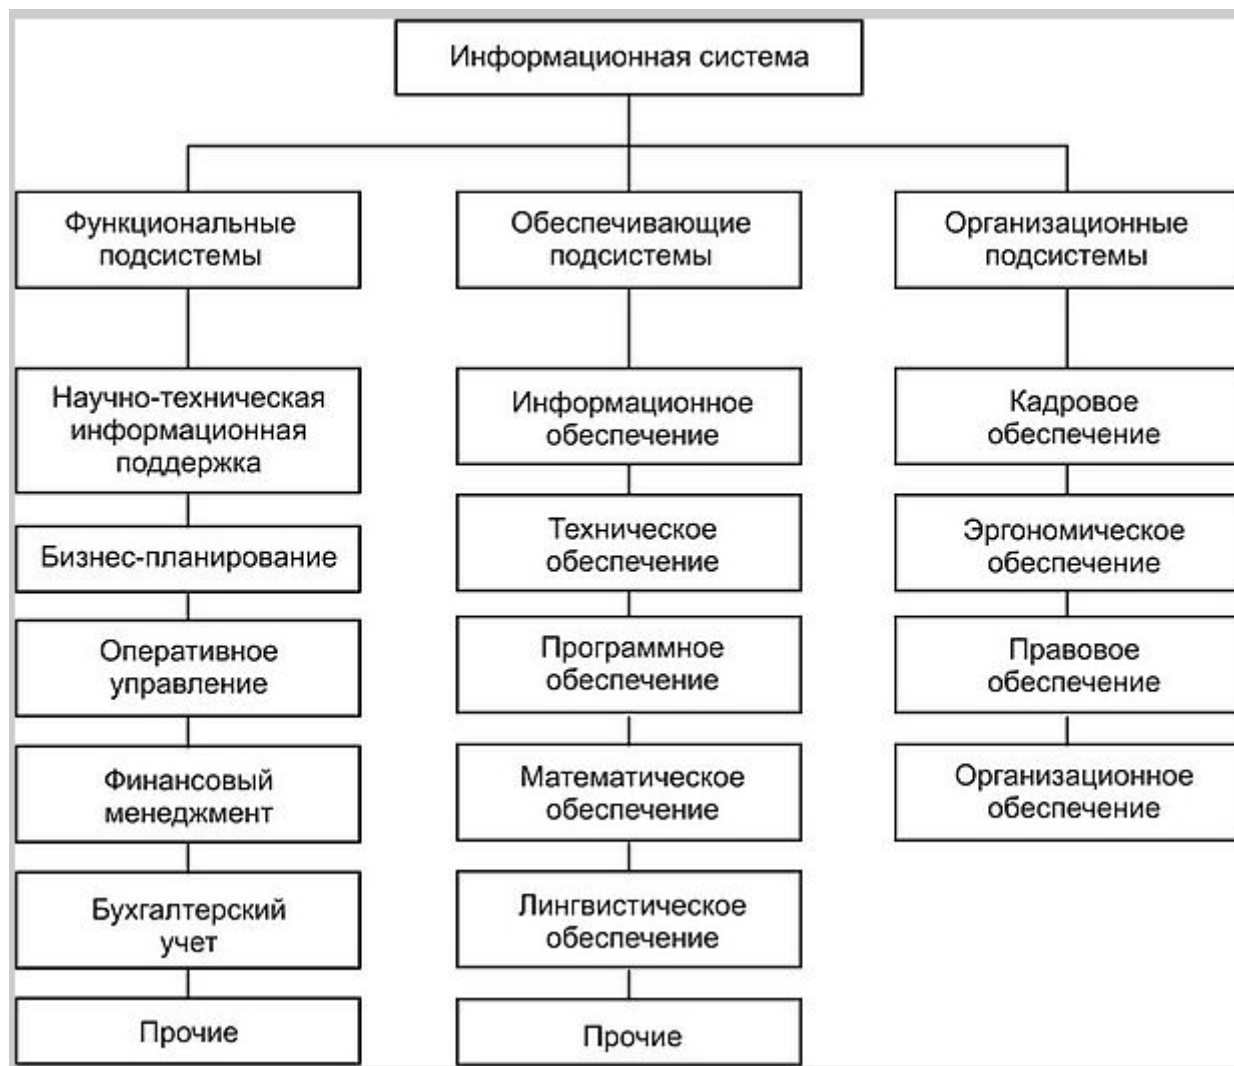 Информационная система
Функциональные
подсистемы
Научно-техническая
информационная
поддержка
Бизнес-планирование
Оперативное
управление
Финансовый
менеджмент
Бухгалтерский
учет
Прочие
Обеспечивающие
подсистемы
Информационное
обеспечение
Техническое
обеспечение
Программное
обеспечение
Математическое
обеспечение
Лингвистическое
обеспечение
Прочие
Организационные
подсистемы
Кадровое
обеспечение
Эргономическое
обеспечение
Правовое
обеспечение
Организационное
обеспечение